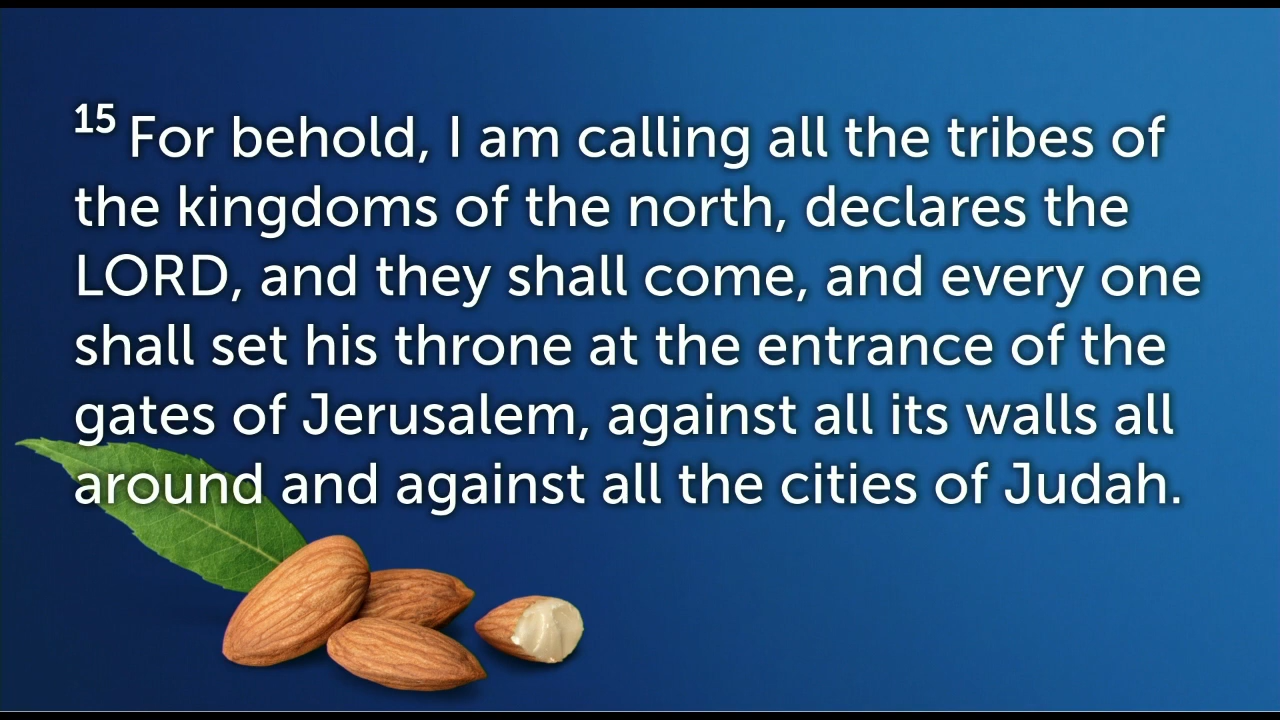 15 For behold, I am calling all the tribes of
the kingdoms of the north, declares the
LORD, and they shall come, and every one
shall set his throne at the entrance of the
gates of Jerusalem, against all its walls all
around and against all the cities of Judah.